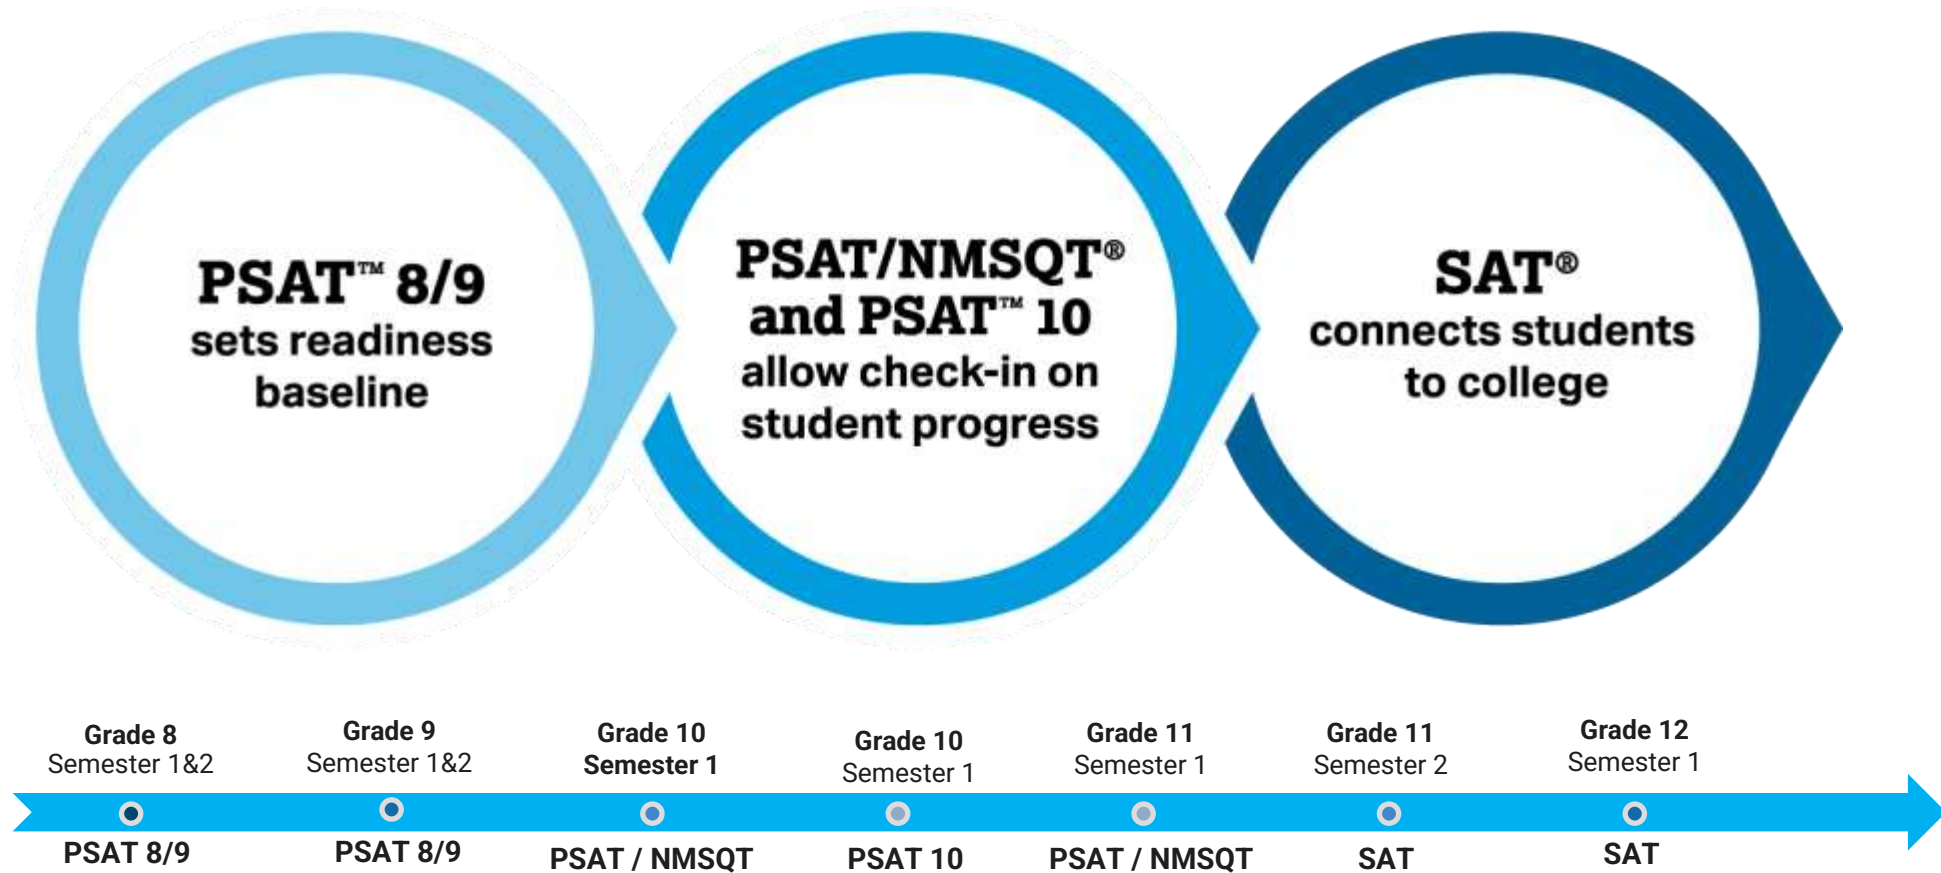 PSAT™ 8/9
sets readiness
baseline
PSAT/NMSQT®
and PSAT™ 10
allow check-in on
student progress
SAT®
connects students
to college
Grade 8
Semester 1&2
PSAT 8/9
Grade 9
Semester 1&2
PSAT 8/9
Grade 10
Semester 1
PSAT / NMSQT
Grade 10
Semester 1
PSAT 10
Grade 11
Semester 1
PSAT / NMSQT
Grade 11
Semester 2
SAT
Grade 12
Semester 1
SAT